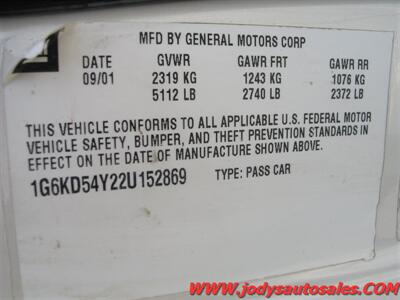 MFD BY GENERAL MOTORS CORP
DATE GVWR GAWR FRT GAWR RR
09/01 2319 KG 1243 KG 1076 KG
5112 LB 2740 LB 2372 LB
THIS VEHICLE CONFORMS TO ALL APPLICABLE U.S. FEDERAL MOTOR
VEHICLE SAFETY, BUMPER, AND THEFT PREVENTION STANDARDS IN
EFFECT ON THE DATE OF MANUFACTURE SHOWN ABOVE.
1G6KD54Y22U152869 TYPE: PASS CAR
www.jodysautosales.COM